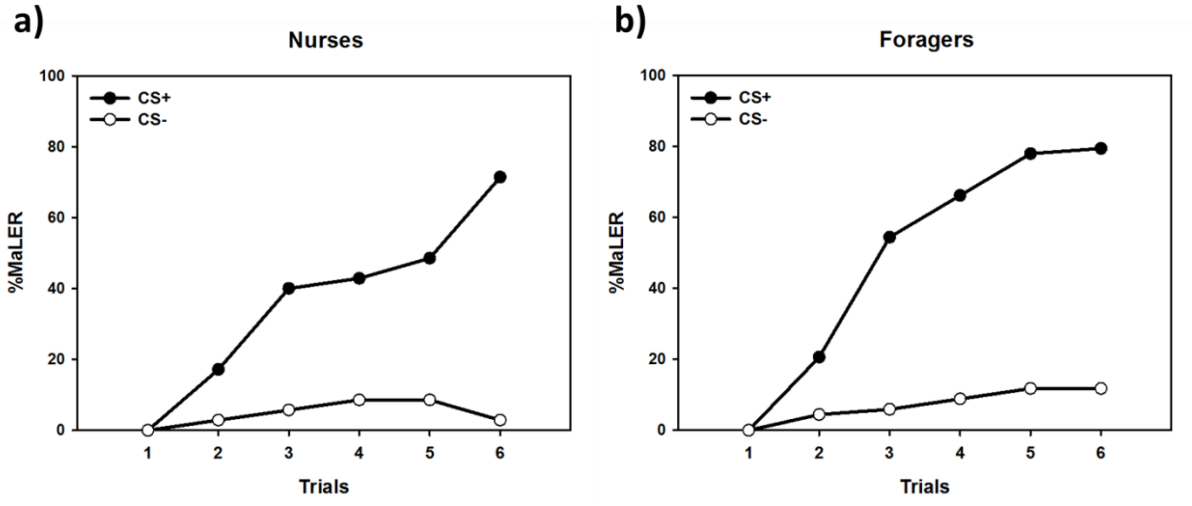 a)
Nurses
100
80
60
40
20
0
%MaLER
CS+
CS-
1 2 3 4 5 6
Trials
b)
Foragers
100
80
60
40
20
0
%MaLER
CS+
CS-
1 2 3 4 5 6
Trials